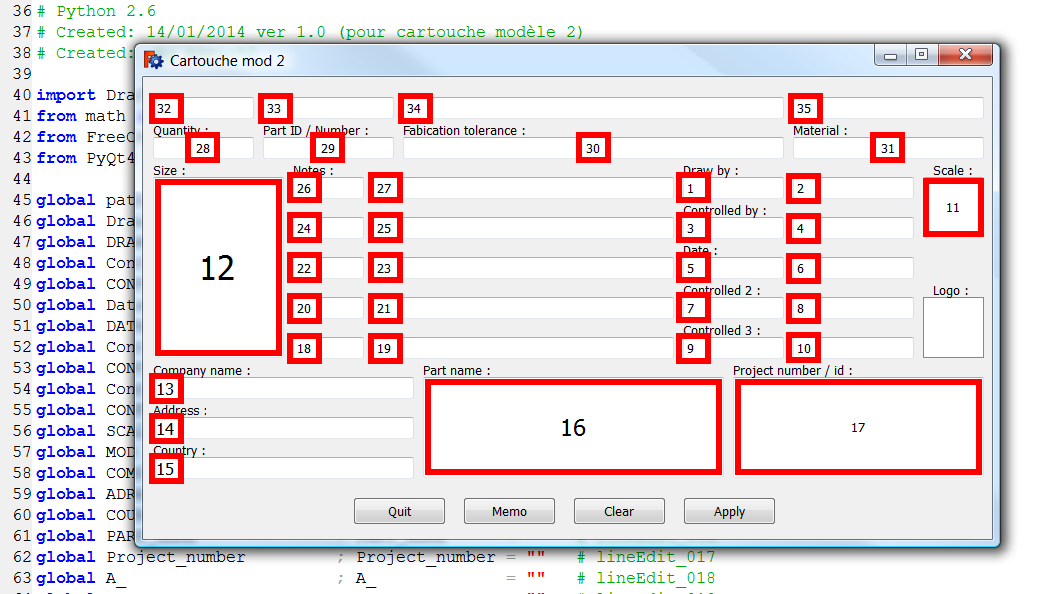 36 # Python 2.6
37 # Created: 14/01/2014 ver 1.0 (pour cartouche modèle 2)
38 # Created:
39
40 import Dra
41 from math
42 from FreeC
43 from PyQt4
44
45 global pat
46 global Dra
47 global DRA
48 global Con
49 global CON
50 global Dat
51 global DAT
52 global Con
53 global CON
54 global Con
55 global CON
56 global SCA
57 global MOD
58 global COM
59 global ADR
60 global COU
61 global PAR
62 global Project_number ; Project_number = "" # lineEdit_017
63 global A_ ; A_ = "" # lineEdit_018
Cartouche mod 2
32 33 34 35
Quantity : Part ID / Number : Fabication tolerance : Material :
28 29 30 31
Size : Notes : Draw by : Scale :
26 27 1 2 11
Controlled by :
24 25 3 4
12
Date :
22 23 5 6
Controlled 2 : Logo :
20 21 7 8
Controlled 3 :
18 19 9 10
Company name : Part name : Project number / id :
13
Address :
14 16 17
Country :
15
Quit Memo Clear Apply